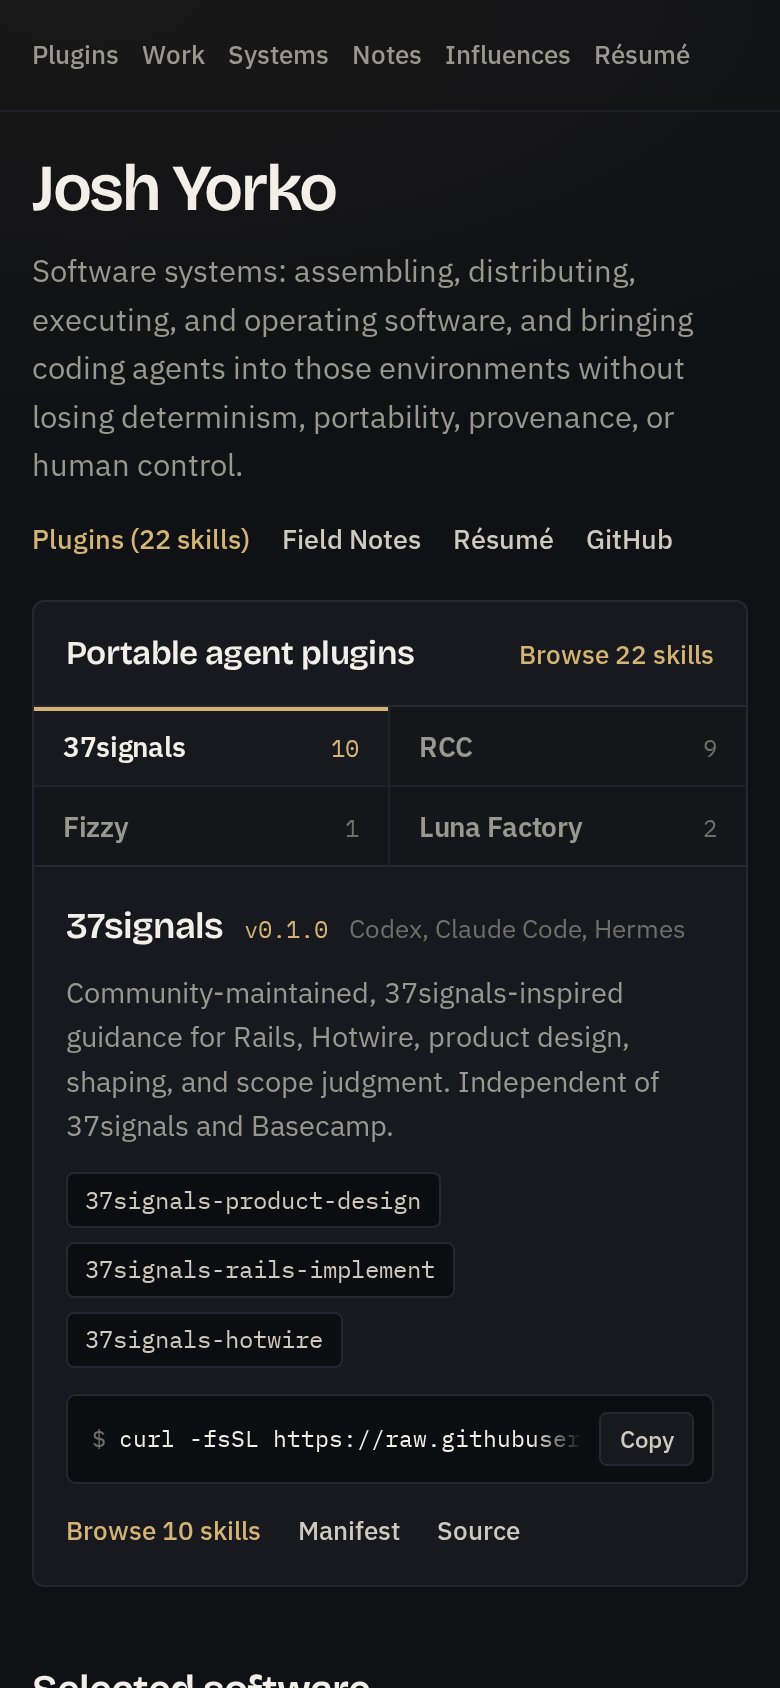 Plugins Work Systems Notes Influences Résumé
Josh Yorko
Software systems: assembling, distributing,
executing, and operating software, and bringing
coding agents into those environments without
losing determinism, portability, provenance, or
human control.
Plugins (22 skills) Field Notes Résumé GitHub
Portable agent plugins Browse 22 skills
37signals 10 RCC 9
Fizzy 1 Luna Factory 2
37signals v0.1.0 Codex, Claude Code, Hermes
Community-maintained, 37signals-inspired
guidance for Rails, Hotwire, product design,
shaping, and scope judgment. Independent of
37signals and Basecamp.
37signals-product-design
37signals-rails-implement
37signals-hotwire
$ curl -fsSL https://raw.githubuser Copy
Browse 10 skills Manifest Source
Selected software